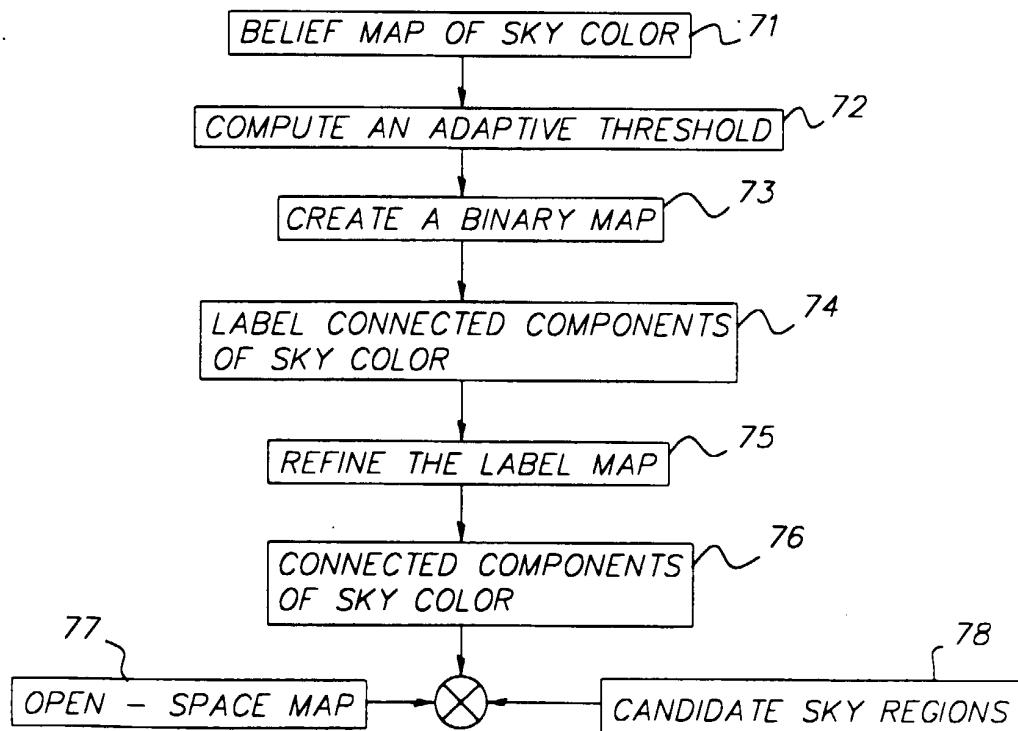 BELIEF MAP OF SKY COLOR
71
COMPUTE AN ADAPTIVE THRESHOLD
72
CREATE A BINARY MAP
73
LABEL CONNECTED COMPONENTS
OF SKY COLOR
74
REFINE THE LABEL MAP
75
CONNECTED COMPONENTS
OF SKY COLOR
76
77
OPEN - SPACE MAP
78
CANDIDATE SKY REGIONS